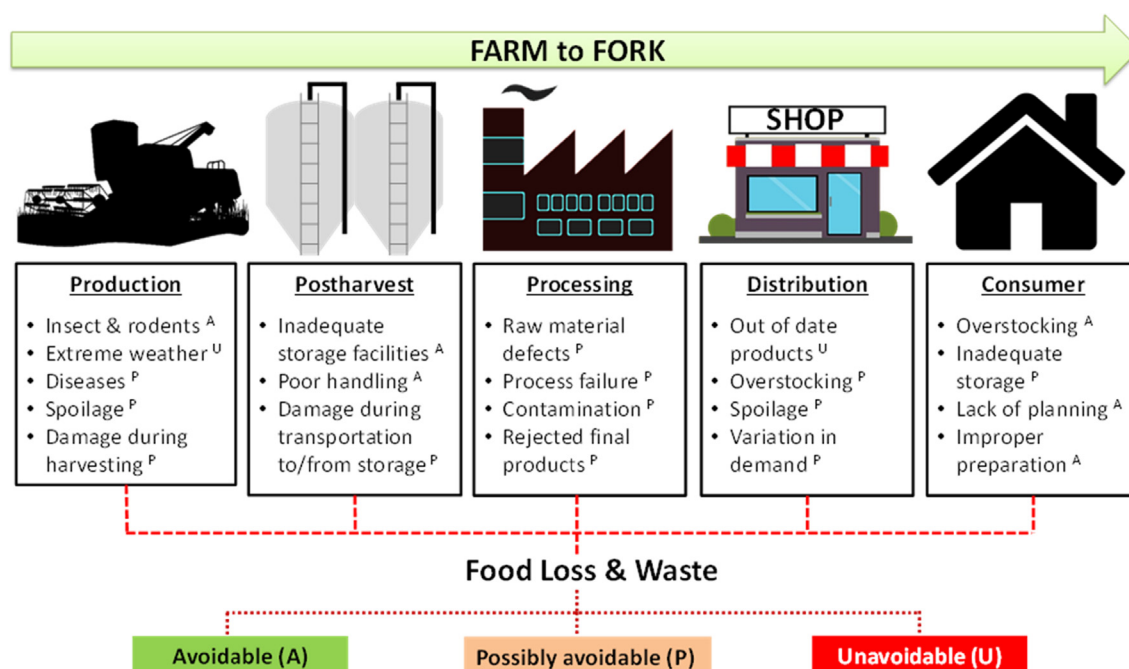 FARM to FORK
SHOP
Production
• Insect & rodents A
• Extreme weather U
• Diseases P
• Spoilage P
• Damage during
harvesting P
Postharvest
• Inadequate
storage facilities A
• Poor handling A
• Damage during
transportation
to/from storage P
Processing
• Raw material
defects P
• Process failure P
• Contamination P
• Rejected final
products P
Distribution
• Out of date
products U
• Overstocking P
• Spoilage P
• Variation in
demand P
Consumer
• Overstocking A
• Inadequate
storage P
• Lack of planning A
• Improper
preparation A
Food Loss & Waste
Avoidable (A)
Possibly avoidable (P)
Unavoidable (U)